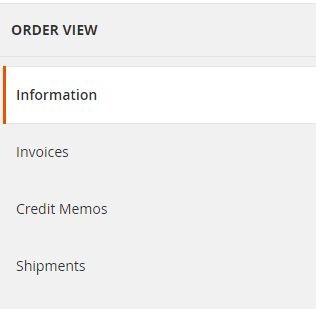 ORDER VIEW
Information
Invoices
Credit Memos
Shipments